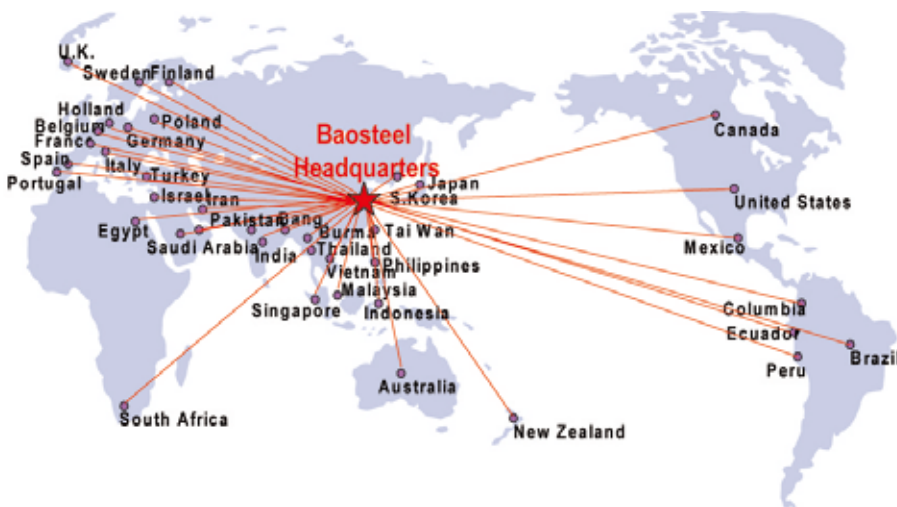 U.K.
Sweden
Finland
Holland
Belgium
Poland
France
Germany
Spain
Italy
Turkey
Portugal
Israel
Iran
Baosteel
Headquarters
Japan
S.Korea
Canada
United States
Egypt
Pakistan
Bang
Saudi Arabia
India
Burma
Thailand
Tai Wan
Vietnam
Philippines
Malaysia
Singapore
Indonesia
Mexico
Columbia
Ecuador
Peru
Brazil
Australia
South Africa
New Zealand